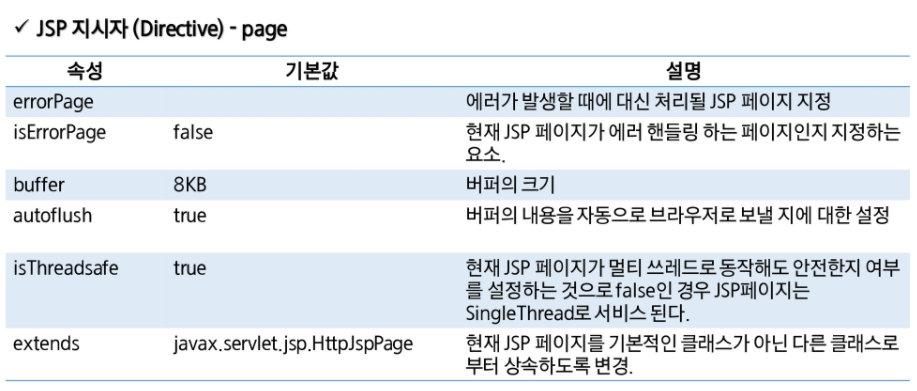 ✓ JSP 지시자 (Directive) - page
속성 기본값 설명
errorPage 에러가 발생할 때에 대신 처리될 JSP 페이지 지정
isErrorPage false 현재 JSP 페이지가 에러 핸들링 하는 페이지인지 지정하는
요소.
buffer 8KB 버퍼의 크기
autoflush true 버퍼의 내용을 자동으로 브라우저로 보낼 지에 대한 설정
isThreadsafe true 현재 JSP 페이지가 멀티 쓰레드로 동작해도 안전한지 여부
를 설정하는 것으로 false인 경우 JSP페이지는
SingleThread로 서비스 된다.
extends javax.servlet.jsp.HttpJspPage 현재 JSP 페이지를 기본적인 클래스가 아닌 다른 클래스로
부터 상속하도록 변경.